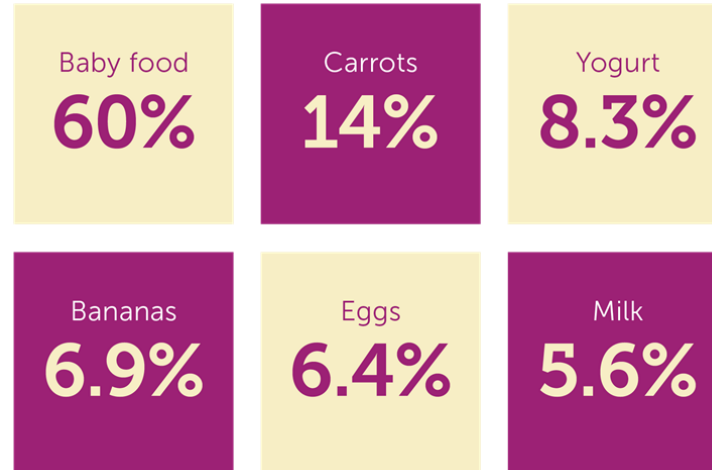 Baby food
60%
Carrots
14%
Yogurt
8.3%
Bananas
6.9%
Eggs
6.4%
Milk
5.6%